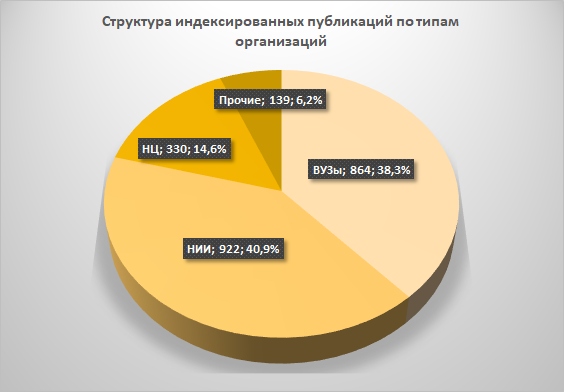 Структура индексированных публикаций по типам
организаций
Прочие; 139; 6,2%
НЦ; 330; 14,6%
ВУЗы; 864; 38,3%
НИИ; 922; 40,9%